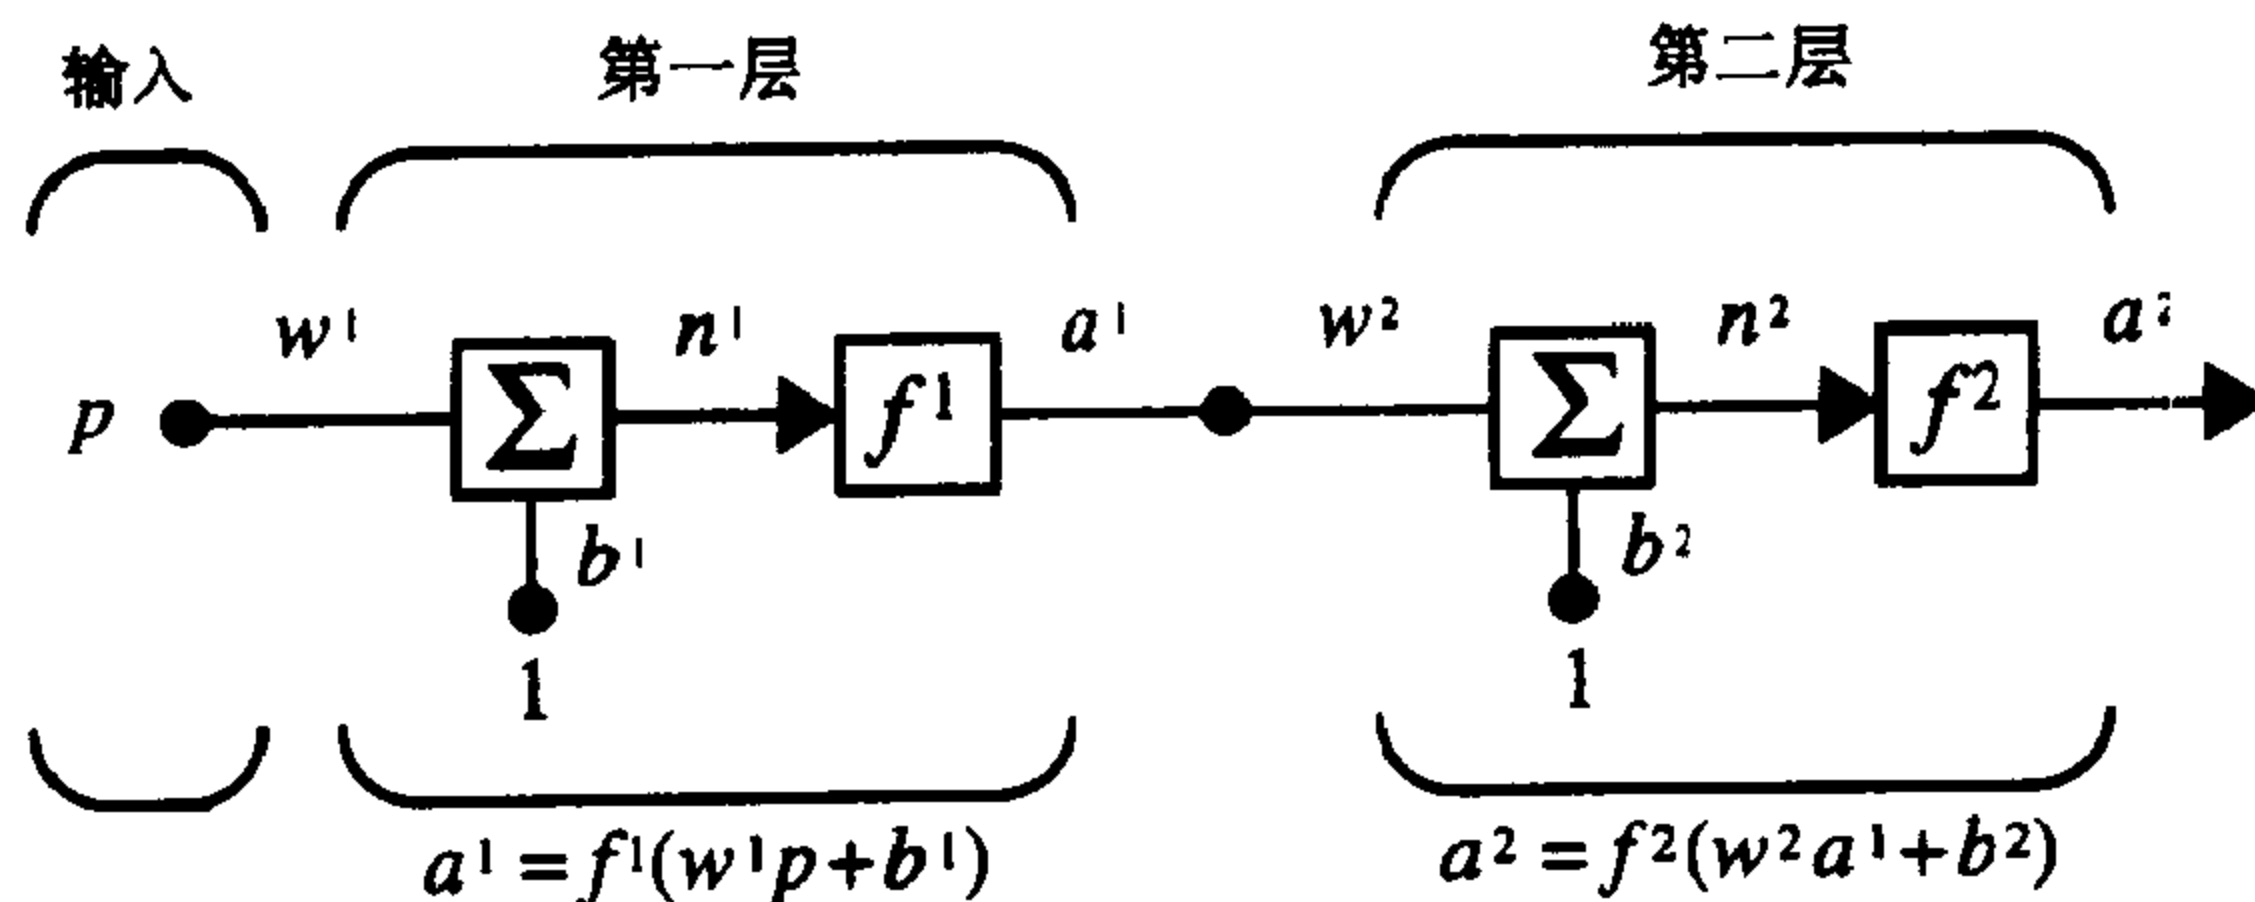 输入 第一层 第二层
w¹ n¹ a¹ w² n² a²
p Σ f¹ Σ f²
b¹ b²
1 1
a¹=f¹(w¹p+b¹) a²=f²(w²a¹+b²)